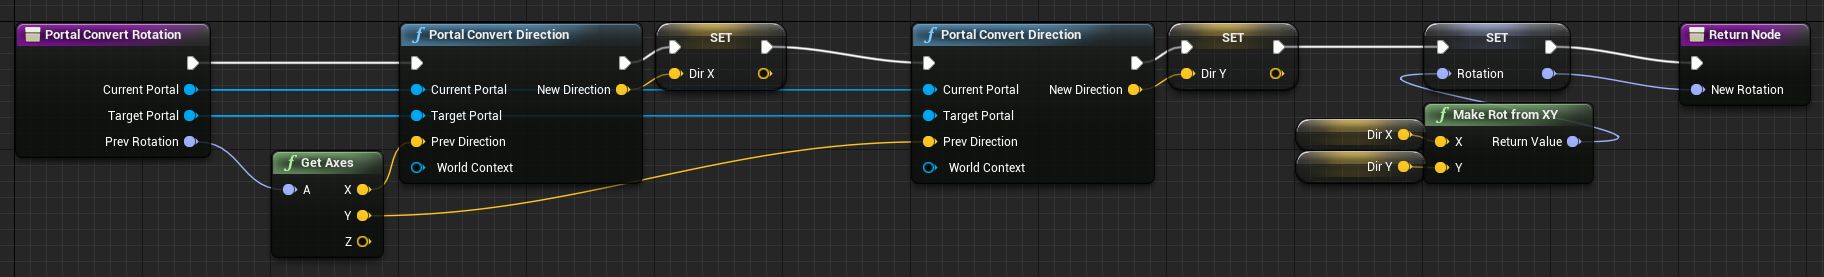 Portal Convert Rotation
Current Portal
Target Portal
Prev Rotation
f Get Axes
A X
Y
Z
f Portal Convert Direction
Current Portal New Direction
Target Portal
Prev Direction
World Context
SET
Dir X
f Portal Convert Direction
Current Portal New Direction
Target Portal
Prev Direction
World Context
SET
Dir Y
SET
Rotation
Dir X
Dir Y
f Make Rot from XY
X Return Value
Y
Return Node
New Rotation